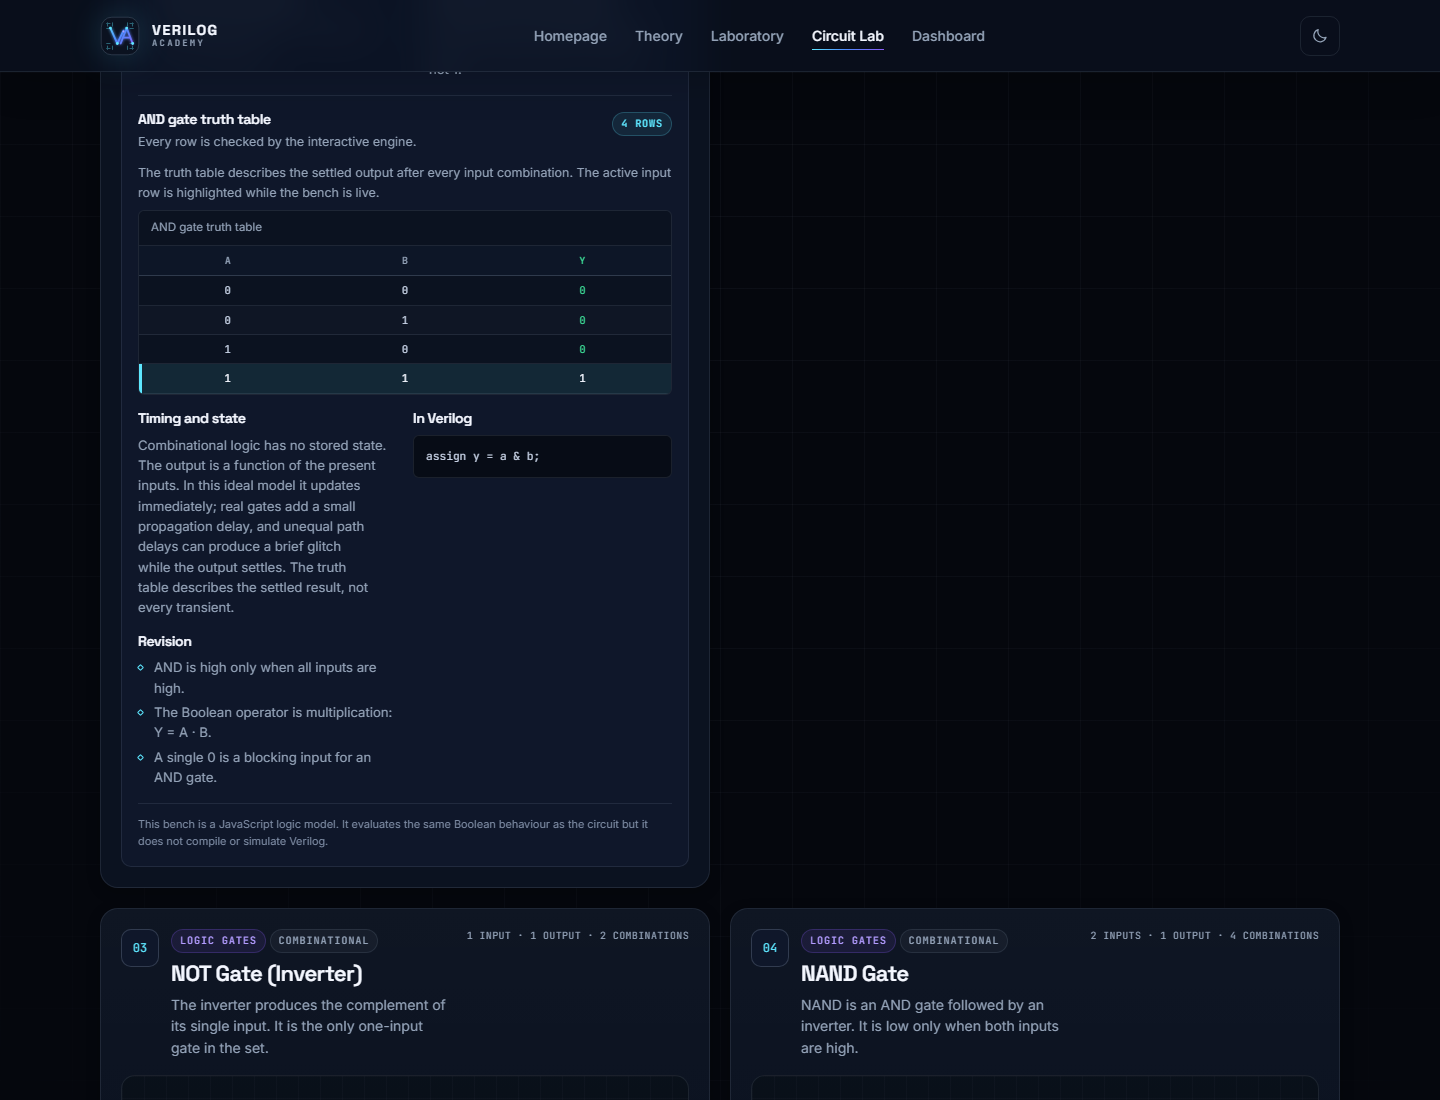 VERILOG
ACADEMY
Homepage
Theory
Laboratory
Circuit Lab
Dashboard
AND gate truth table
4 ROWS
Every row is checked by the interactive engine.
The truth table describes the settled output after every input combination. The active input
row is highlighted while the bench is live.
AND gate truth table
A B Y
0 0 0
0 1 0
1 0 0
1 1 1
Timing and state
Combinational logic has no stored state.
The output is a function of the present
inputs. In this ideal model it updates
immediately; real gates add a small
propagation delay, and unequal path
delays can produce a brief glitch
while the output settles. The truth
table describes the settled result, not
every transient.
In Verilog
assign y = a & b;
Revision
AND is high only when all inputs are
high.
The Boolean operator is multiplication:
Y = A · B.
A single 0 is a blocking input for an
AND gate.
This bench is a JavaScript logic model. It evaluates the same Boolean behaviour as the circuit but it
does not compile or simulate Verilog.
03
LOGIC GATES
COMBINATIONAL
1 INPUT · 1 OUTPUT · 2 COMBINATIONS
NOT Gate (Inverter)
The inverter produces the complement of
its single input. It is the only one-input
gate in the set.
04
LOGIC GATES
COMBINATIONAL
2 INPUTS · 1 OUTPUT · 4 COMBINATIONS
NAND Gate
NAND is an AND gate followed by an
inverter. It is low only when both inputs
are high.